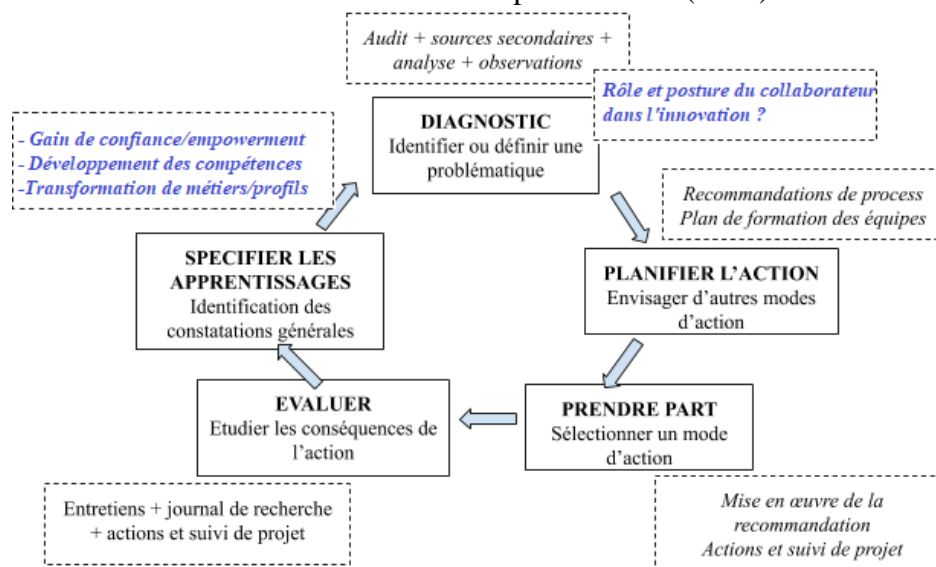 Audit + sources secondaires +
analyse + observations
Rôle et posture du collaborateur
dans l'innovation ?
DIAGNOSTIC
Identifier ou définir une
problématique
- Gain de confiance/empowerment
- Développement des compétences
-Transformation de métiers/profils
Recommandations de process
Plan de formation des équipes
SPECIFIER LES
APPRENTISSAGES
Identification des
constatations générales
PLANIFIER L'ACTION
Envisager d'autres modes
d'action
EVALUER
Etudier les conséquences de
l'action
PRENDRE PART
Sélectionner un mode
d'action
Entretiens + journal de recherche
+ actions et suivi de projet
Mise en œuvre de la
recommandation
Actions et suivi de projet